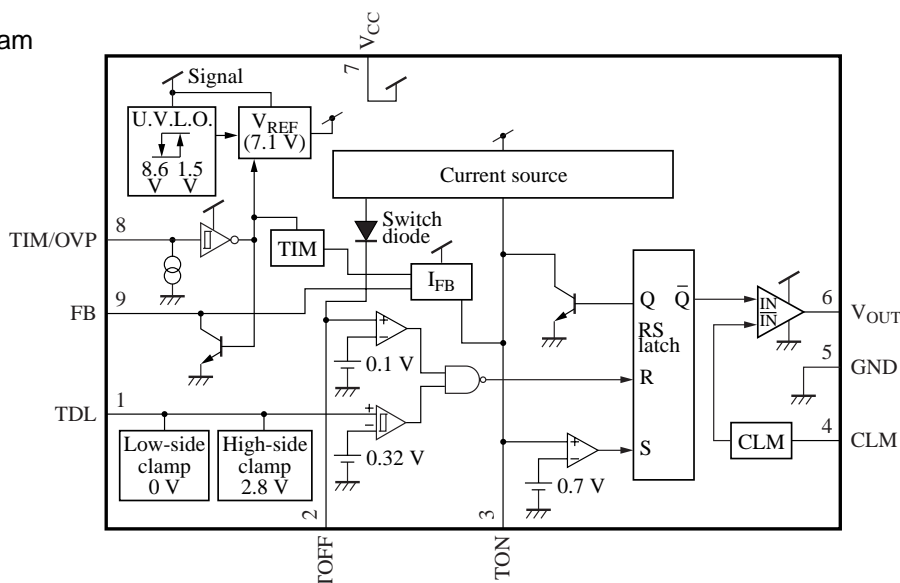 am
VCC
7
Signal
U.V.L.O.
8.6 V
1.5 V
VREF
(7.1 V)
Current source
Switch
diode
TIM/OVP
8
TIM
IFB
FB
9
+
−
0.1 V
Q
Q̅
RS
latch
R
S
IN
I̅N̅
6
VOUT
5
GND
TDL
1
Low-side
clamp
0 V
High-side
clamp
2.8 V
+
−
0.32 V
+
−
0.7 V
CLM
4
CLM
2
TOFF
3
TON